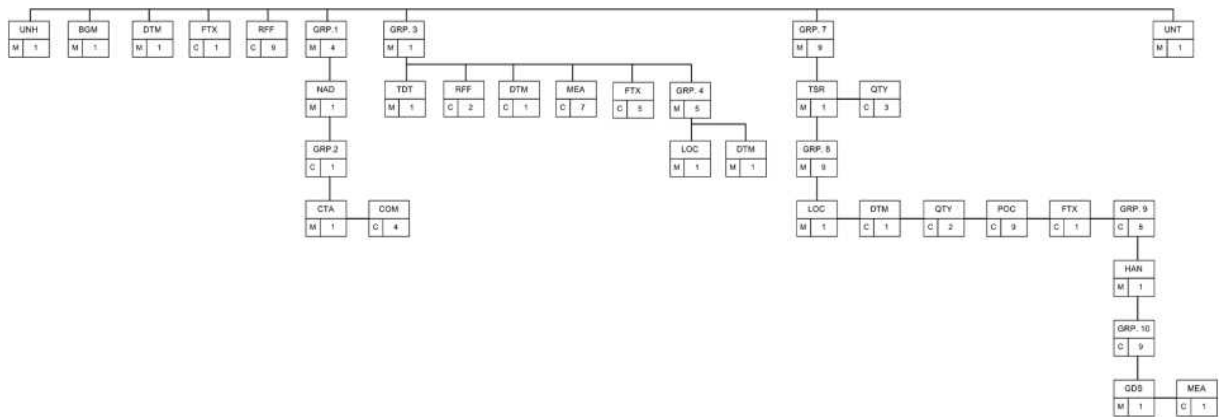 UNH BGM DTM FTX RFF GRP.1 GRP. 3 GRP. 7 UNT
M 1 M 1 M 1 C 1 C 9 M 4 M 1 M 9 M 1
NAD TDT RFF DTM MEA FTX GRP. 4 TSR QTY
M 1 M 1 C 2 C 1 C 7 C 5 M 5 M 1 C 3
GRP.2 LOC DTM GRP. 8
C 1 M 1 M 1 M 9
CTA COM LOC DTM QTY POC FTX GRP. 9
M 1 C 4 M 1 C 1 C 2 C 9 C 1 C
HAN
M 1
GRP. 10
C 9
GDS MEA
M 1 C 1